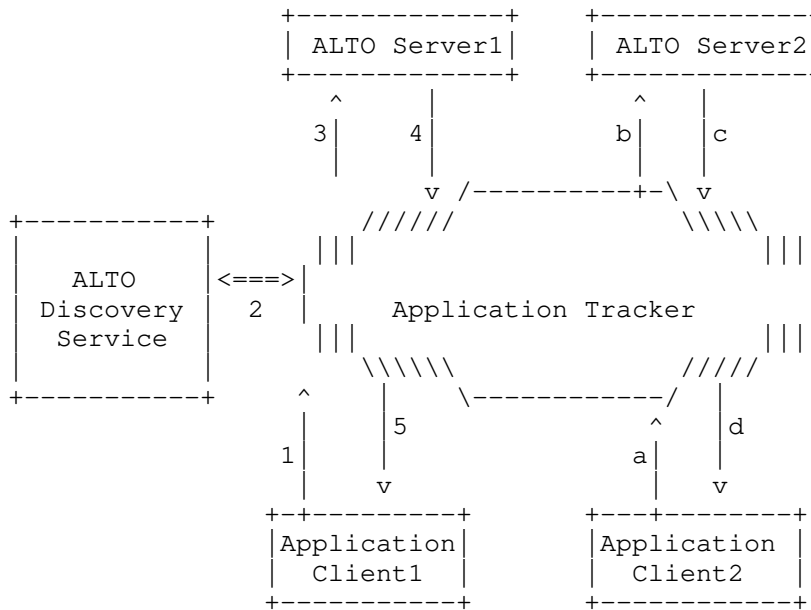 ALTO Server1 ALTO Server2
3 4 b c
ALTO
2
Discovery Application Tracker
Service
5 d
1 a
Application Application
Client1 Client2